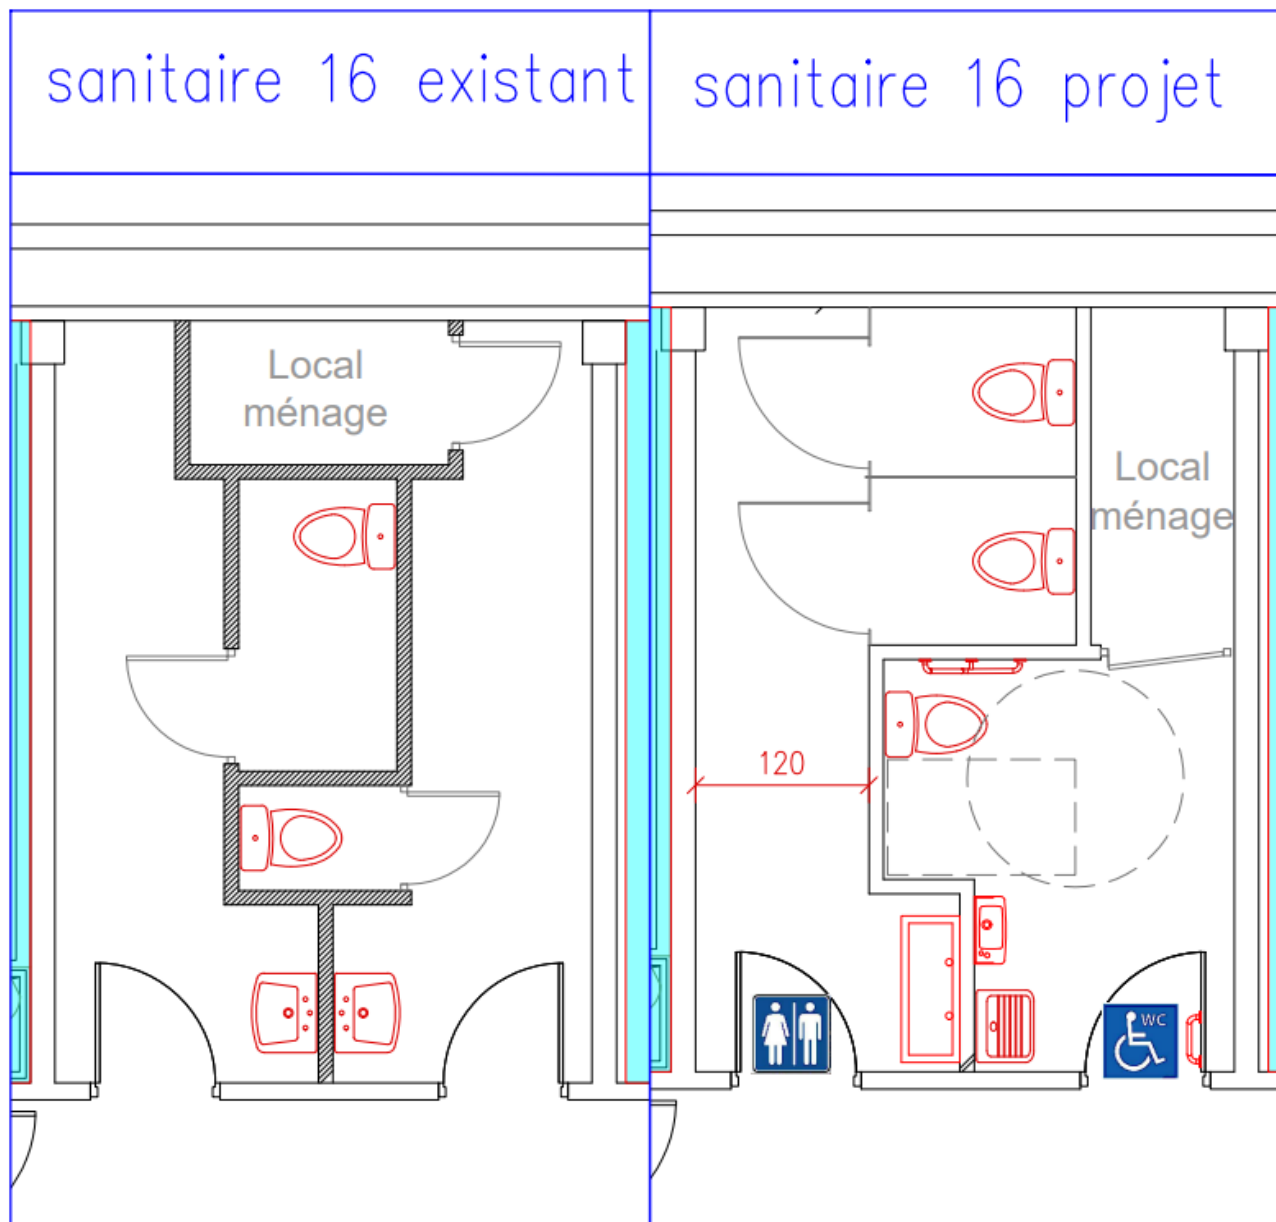 sanitaire 16 existant
sanitaire 16 projet
Local
ménage
Local
ménage
120
WC